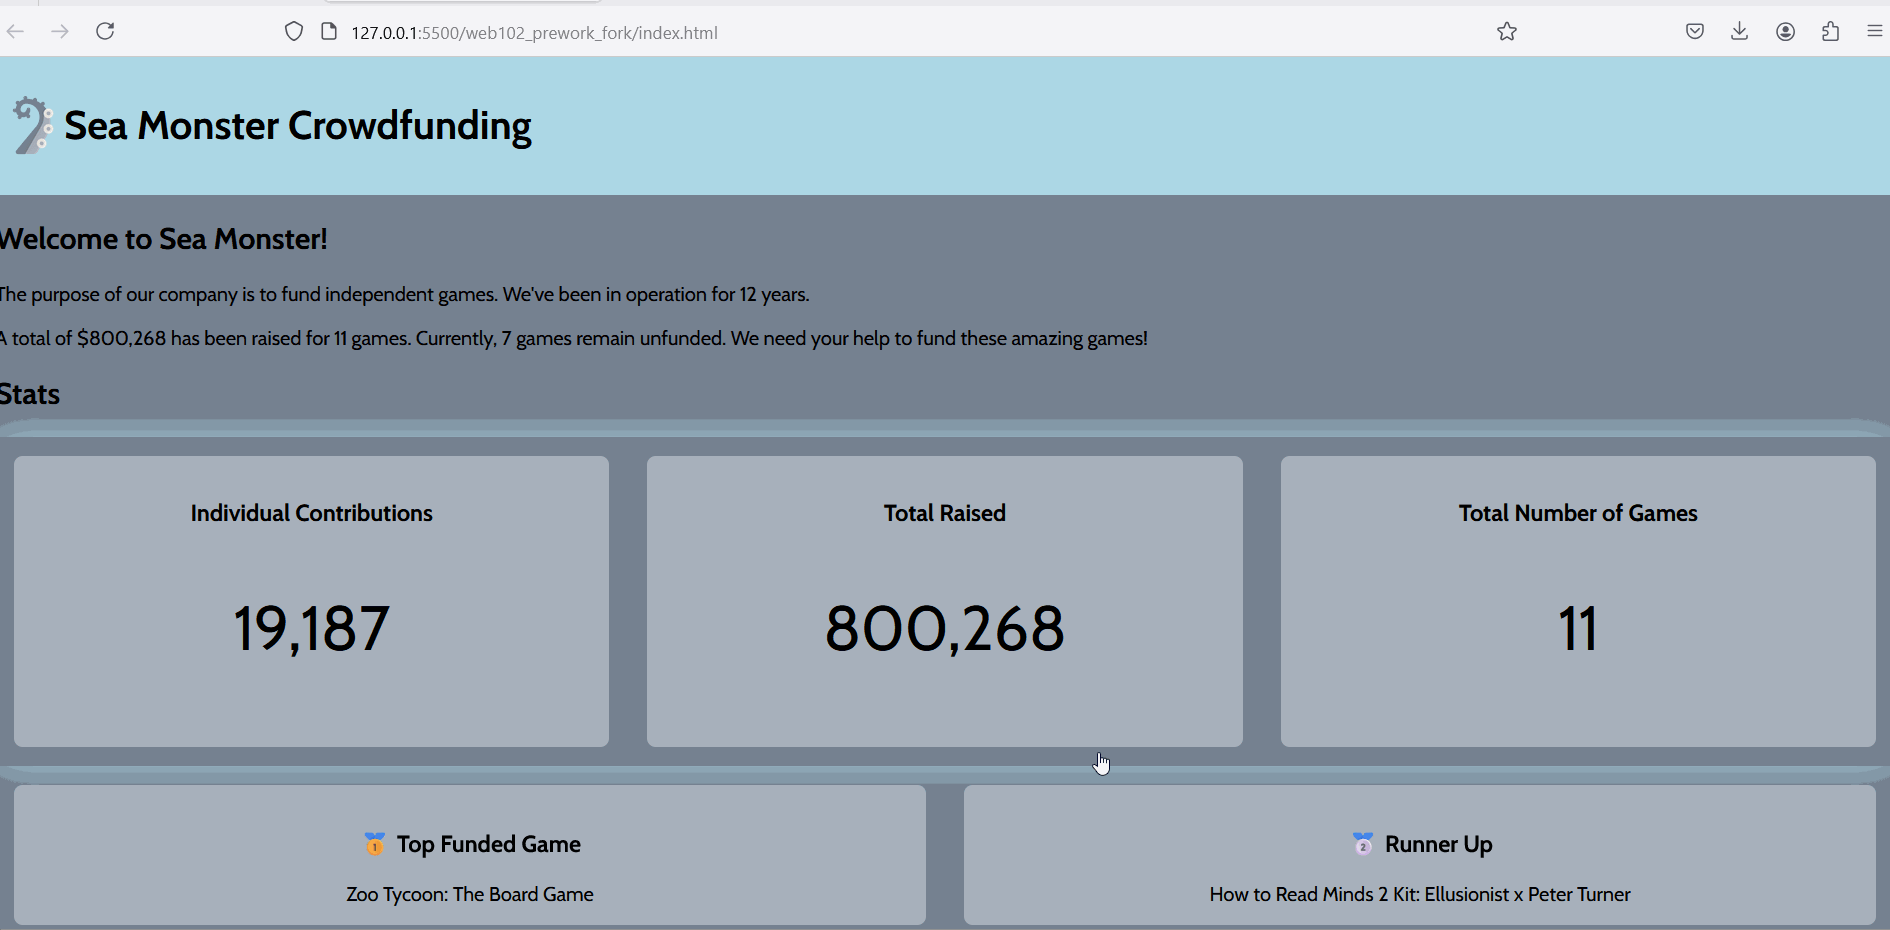 127.0.0.1:5500/web102_prework_fork/index.html
Sea Monster Crowdfunding
Welcome to Sea Monster!
The purpose of our company is to fund independent games. We've been in operation for 12 years.
A total of $800,268 has been raised for 11 games. Currently, 7 games remain unfunded. We need your help to fund these amazing games!
Stats
Individual Contributions
Total Raised
Total Number of Games
19,187
800,268
11
1 Top Funded Game
2 Runner Up
Zoo Tycoon: The Board Game
How to Read Minds 2 Kit: Ellusionist x Peter Turner